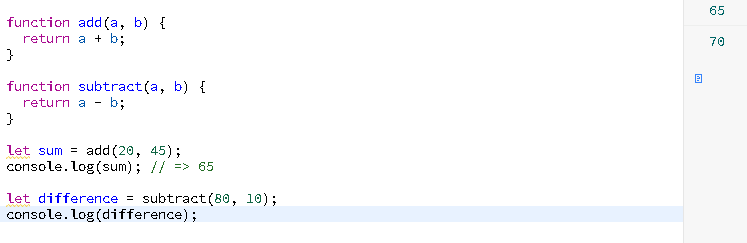 function add(a, b) {
  return a + b;
}
function subtract(a, b) {
  return a - b;
}
let sum = add(20, 45);
console.log(sum); // => 65
let difference = subtract(80, 10);
console.log(difference);
65
70